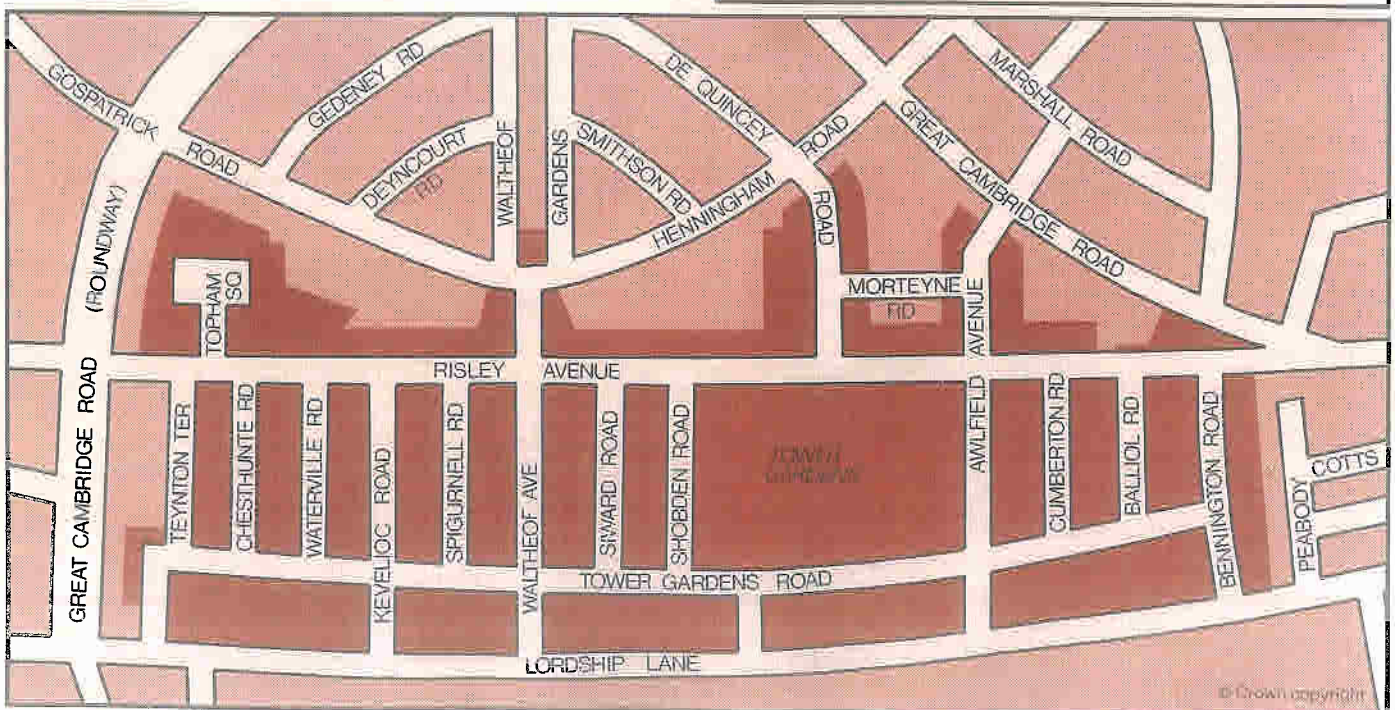 GOSPATRICK
ROAD
GEDENEY RD
DEYNCOURT
RD
WALTHEOF
GARDENS
SMITHSON RD
DE QUINCEY
ROAD
HENNINGHAM
ROAD
GREAT CAMBRIDGE ROAD
MARSHALL ROAD
(ROUNDWAY)
GREAT CAMBRIDGE ROAD
TOPHAM
SQ
MORTEYNE
RD
RISLEY AVENUE
AWLFIELD AVENUE
TEYNTON TER
CHESTHUNTE RD
WATERVILLE RD
KEVELIOC ROAD
SPIGURNELL RD
WALTHEOF AVE
SIWARD ROAD
SHOBDEN ROAD
TOWER
GARDENS
CUMBERTON RD
BALLIOL RD
BENNINGTON ROAD
PEABODY
COTTS
TOWER GARDENS ROAD
LORDSHIP LANE
© Crown copyright